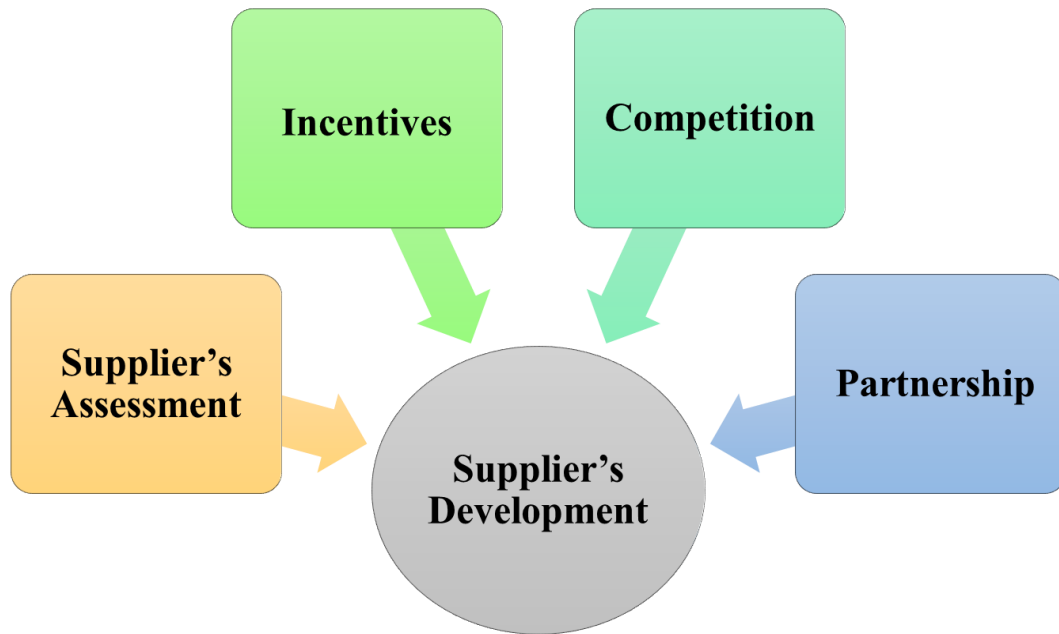 Incentives
Competition
Supplier’s
Assessment
Partnership
Supplier’s
Development